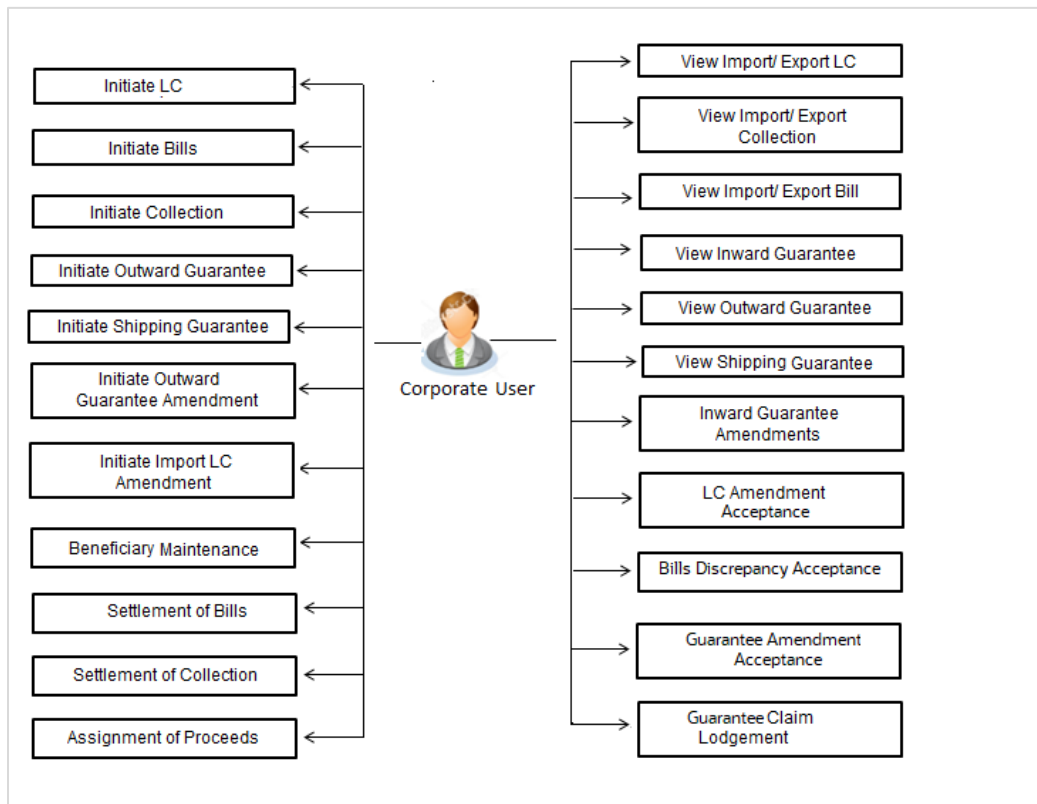 Initiate LC
Initiate Bills
Initiate Collection
Initiate Outward Guarantee
Initiate Shipping Guarantee
Initiate Outward
Guarantee Amendment
Initiate Import LC
Amendment
Beneficiary Maintenance
Settlement of Bills
Settlement of Collection
Assignment of Proceeds
Corporate User
View Import/ Export LC
View Import/ Export
Collection
View Import/ Export Bill
View Inward Guarantee
View Outward Guarantee
View Shipping Guarantee
Inward Guarantee
Amendments
LC Amendment
Acceptance
Bills Discrepancy Acceptance
Guarantee Amendment
Acceptance
Guarantee Claim
Lodgement